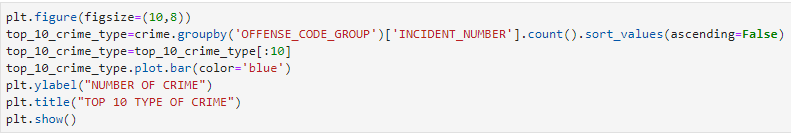 plt.figure(figsize=(10,8))
top_10_crime_type=crime.groupby('OFFENSE_CODE_GROUP')['INCIDENT_NUMBER'].count().sort_values(ascending=False)
top_10_crime_type=top_10_crime_type[:10]
top_10_crime_type.plot.bar(color='blue')
plt.ylabel("NUMBER OF CRIME")
plt.title("TOP 10 TYPE OF CRIME")
plt.show()